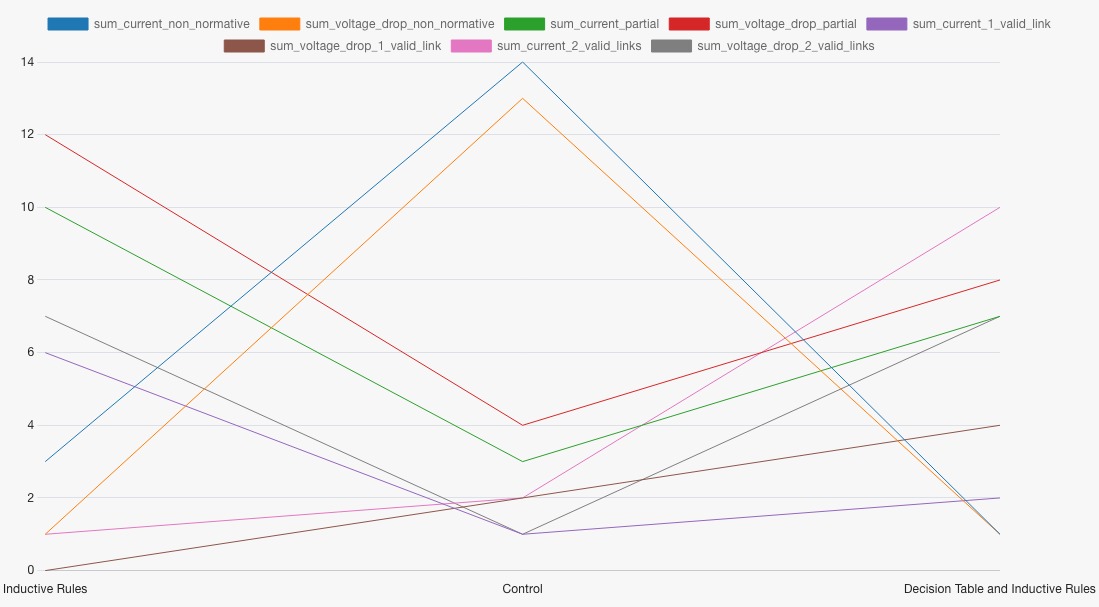 sum_current_non_normative sum_voltage_drop_non_normative sum_current_partial sum_voltage_drop_partial sum_current_1_valid_link
sum_voltage_drop_1_valid_link sum_current_2_valid_links sum_voltage_drop_2_valid_links
14
12
10
8
6
4
2
0
Inductive Rules Control Decision Table and Inductive Rules